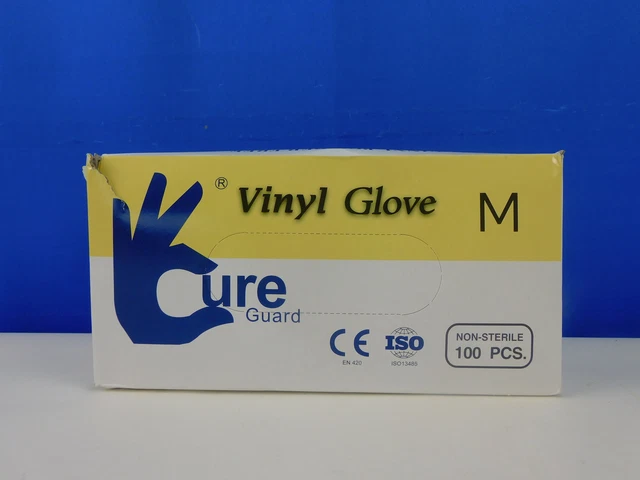 ® Vinyl Glove M
ure
Guard
CE ISO
EN 420 ISO13485
NON-STERILE
100 PCS.